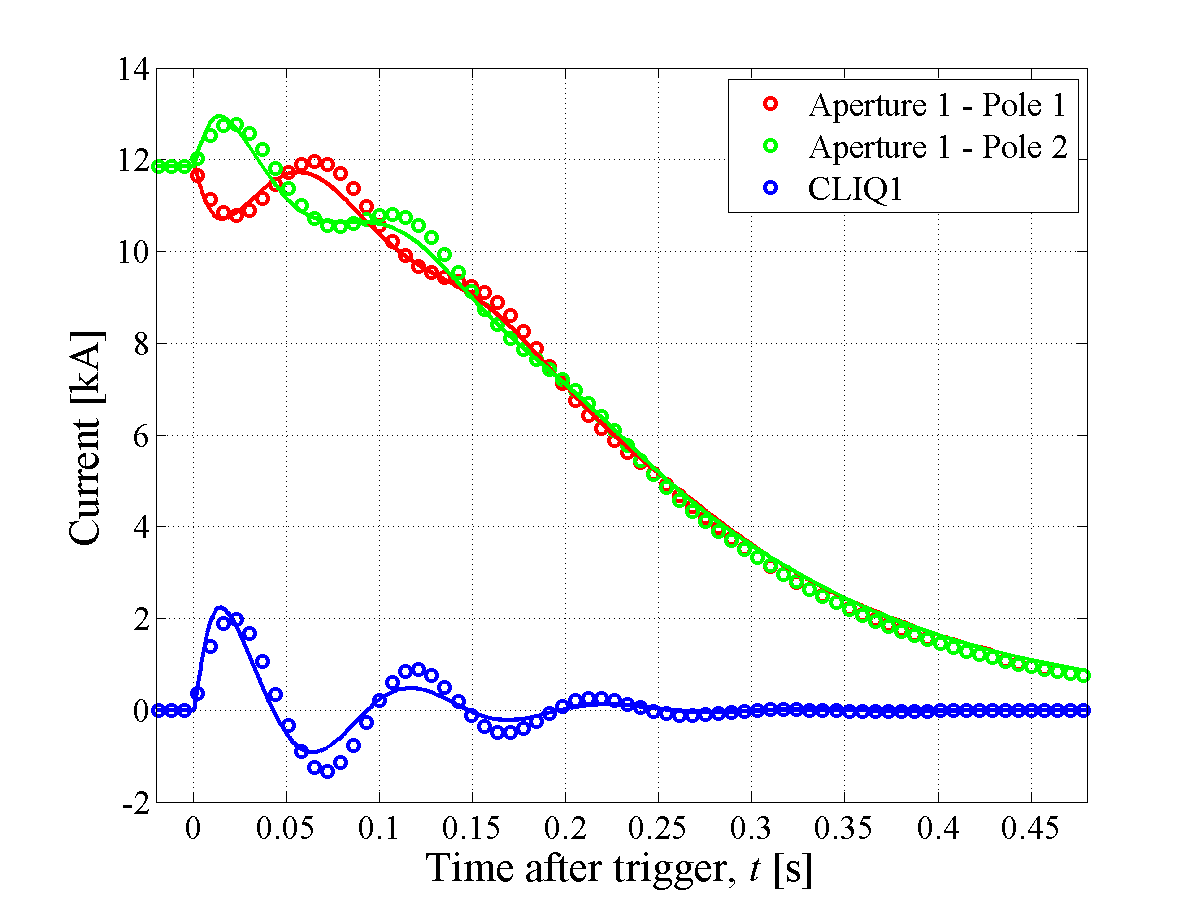 14
12
10
8
6
4
2
0
-2
Current [kA]
Aperture 1 - Pole 1
Aperture 1 - Pole 2
CLIQ1
0 0.05 0.1 0.15 0.2 0.25 0.3 0.35 0.4 0.45
Time after trigger, t [s]